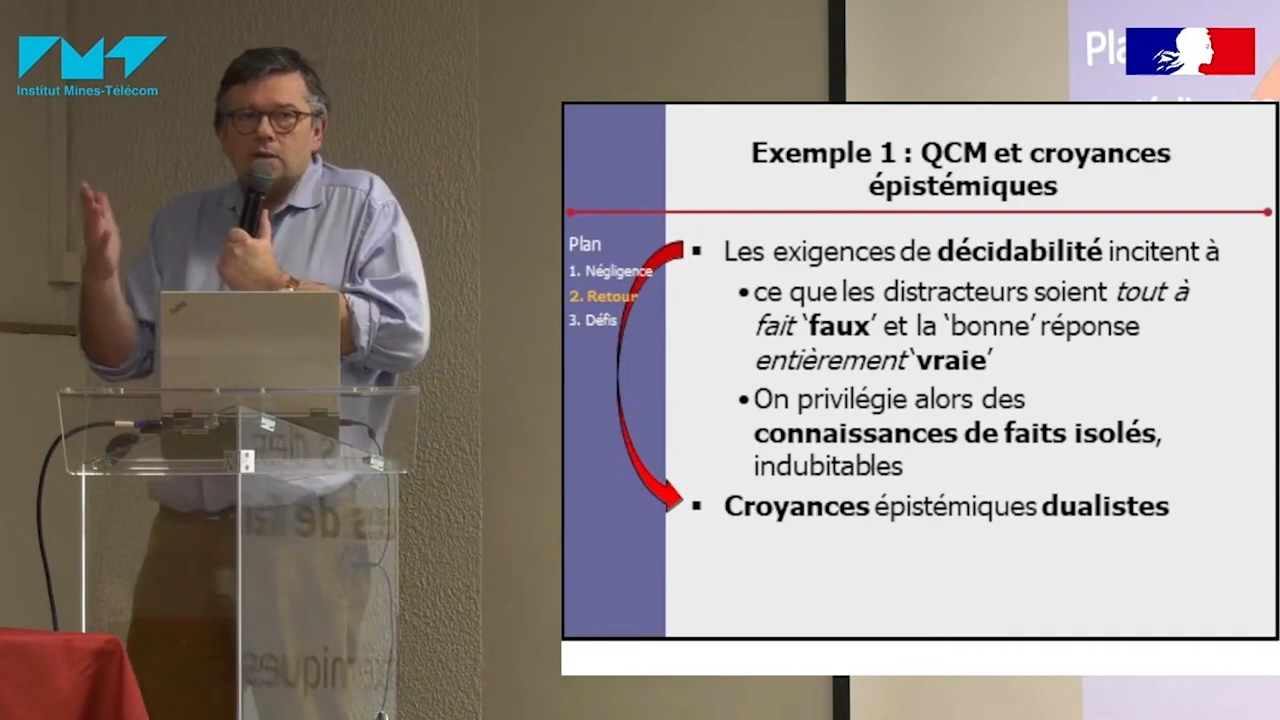 Institut Mines-Télécom
Exemple 1 : QCM et croyances
épistémiques
Plan
1. Négligence
2. Retour
3. Défis
▪ Les exigences de décidabilité incitent à
• ce que les distracteurs soient tout à
fait ‘faux’ et la ‘bonne’ réponse
entièrement ‘vraie’
• On privilégie alors des
connaissances de faits isolés,
indubitables
▪ Croyances épistémiques dualistes